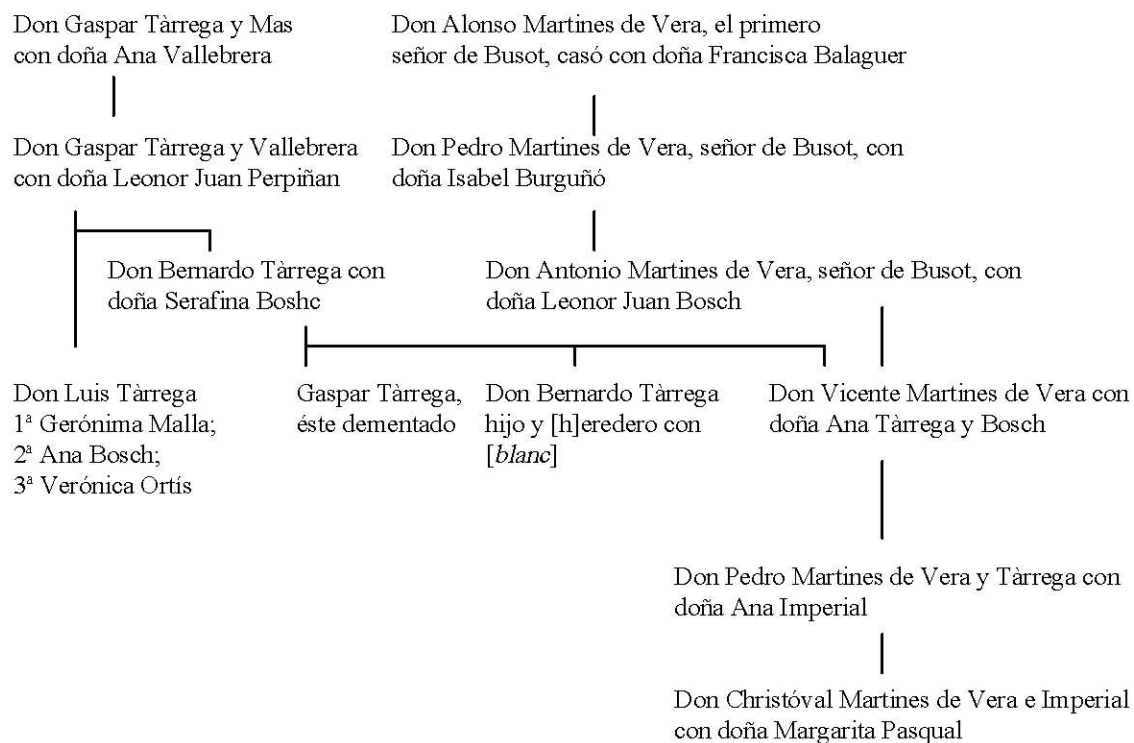 Don Gaspar Tàrrega y Mas
con doña Ana Vallebrera
Don Alonso Martines de Vera, el primero
señor de Busot, casó con doña Francisca Balaguer
Don Gaspar Tàrrega y Vallebrera
con doña Leonor Juan Perpiñan
Don Pedro Martines de Vera, señor de Busot, con
doña Isabel Burguñó
Don Bernardo Tàrrega con
doña Serafina Boshc
Don Antonio Martines de Vera, señor de Busot, con
doña Leonor Juan Bosch
Don Luis Tàrrega
1ª Gerónima Malla;
2ª Ana Bosch;
3ª Verónica Ortís
Gaspar Tàrrega,
éste dementado
Don Bernardo Tàrrega
hijo y [h]eredero con
[blanc]
Don Vicente Martines de Vera con
doña Ana Tàrrega y Bosch
Don Pedro Martines de Vera y Tàrrega con
doña Ana Imperial
Don Christóval Martines de Vera e Imperial
con doña Margarita Pasqual